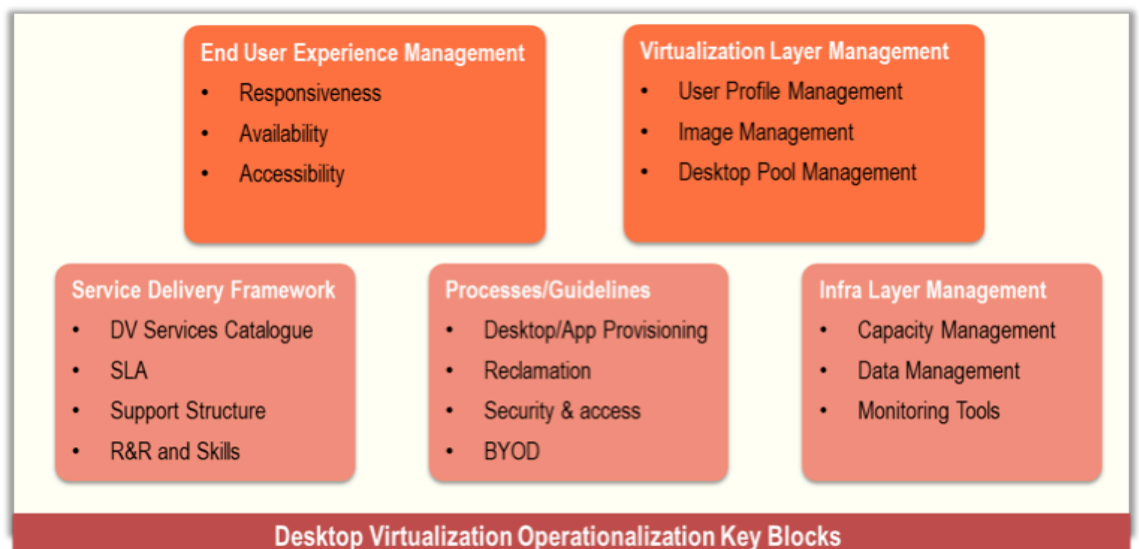 End User Experience Management
• Responsiveness
• Availability
• Accessibility
Virtualization Layer Management
• User Profile Management
• Image Management
• Desktop Pool Management
Service Delivery Framework
• DV Services Catalogue
• SLA
• Support Structure
• R&R and Skills
Processes/Guidelines
• Desktop/App Provisioning
• Reclamation
• Security & access
• BYOD
Infra Layer Management
• Capacity Management
• Data Management
• Monitoring Tools
Desktop Virtualization Operationalization Key Blocks